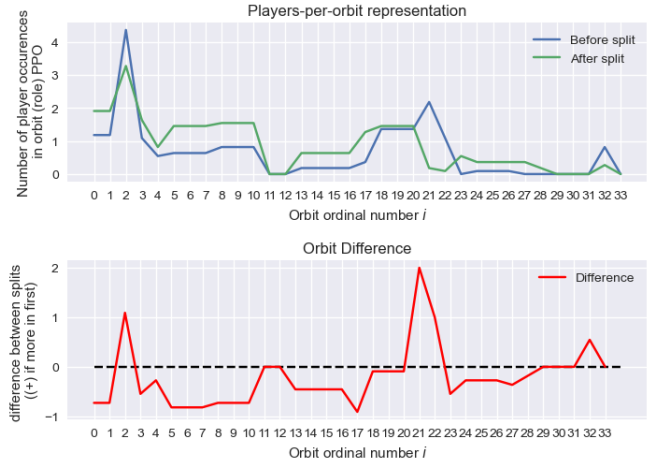 Players-per-orbit representation
Number of player occurences
in orbit (role) PPO
4
3
2
1
0
Before split
After split
0 1 2 3 4 5 6 7 8 9 10 11 12 13 14 15 16 17 18 19 20 21 22 23 24 25 26 27 28 29 30 31 32 33
Orbit ordinal number i
Orbit Difference
difference between splits
((+) if more in first)
2
1
0
−1
Difference
0 1 2 3 4 5 6 7 8 9 10 11 12 13 14 15 16 17 18 19 20 21 22 23 24 25 26 27 28 29 30 31 32 33
Orbit ordinal number i